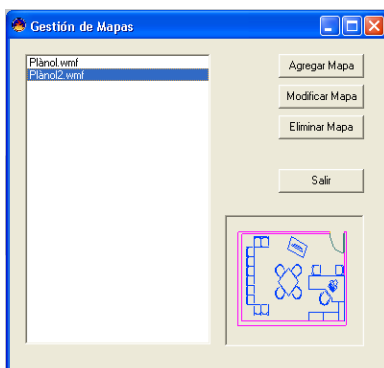 Gestión de Mapas
Plànol.wmf
Plànol2.wmf
Agregar Mapa
Modificar Mapa
Eliminar Mapa
Salir